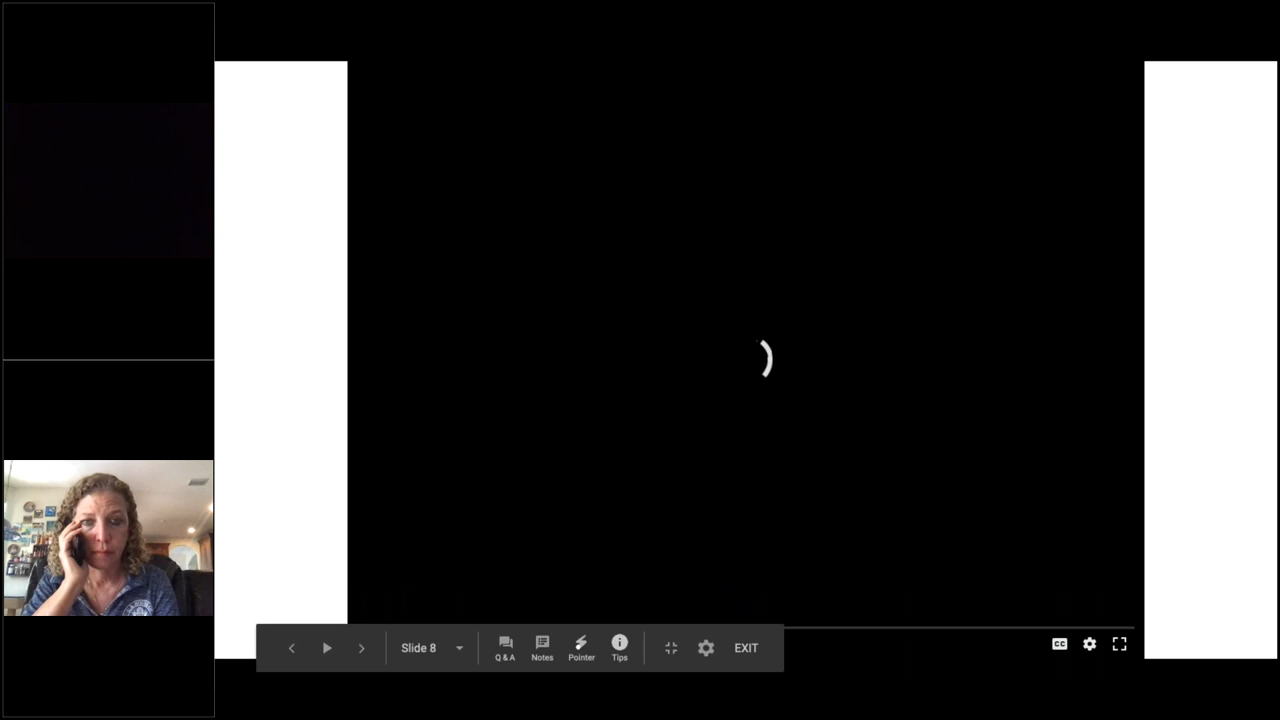 Slide 8
Q & A
Notes
Pointer
Tips
EXIT
CC